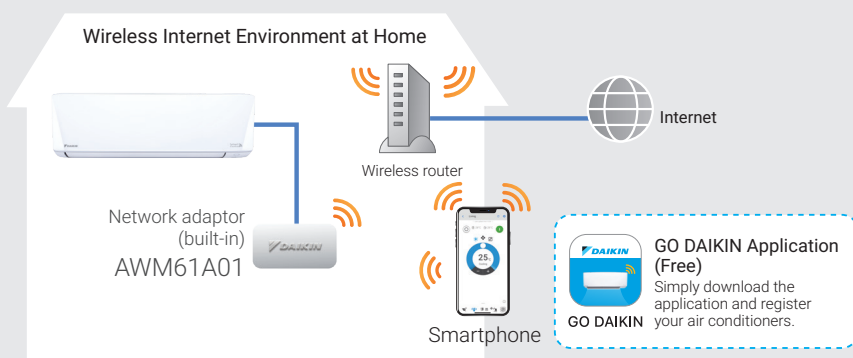 Wireless Internet Environment at Home
DAIKIN
Internet
Wireless router
Network adaptor
(built-in)
AWM61A01
DAIKIN
25
Smartphone
DAIKIN
GO DAIKIN
GO DAIKIN Application
(Free)
Simply download the
application and register
your air conditioners.